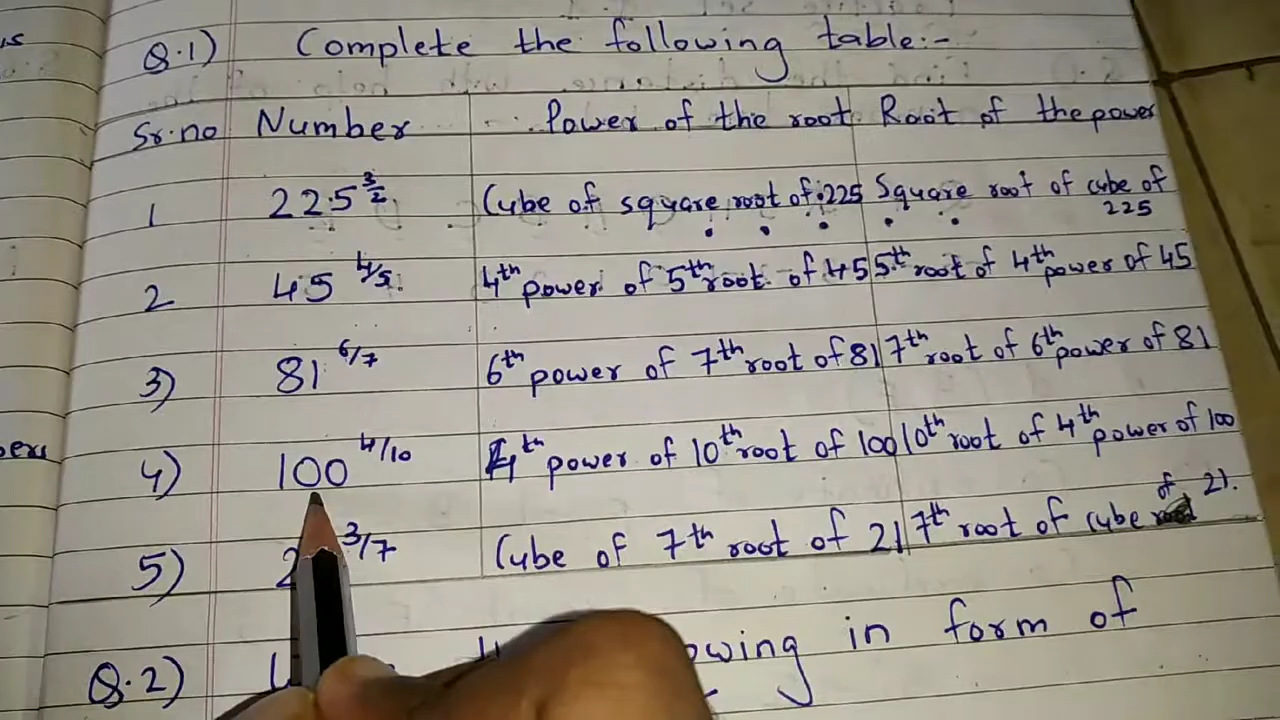 Q.1) Complete the following table:-
Sr.no Number Power of the root Root of the power
1 225^3/2 Cube of square root of 225 Square root of cube of 225
2 45^4/5 4th power of 5th root of 45 5th root of 4th power of 45
3) 81^6/7 6th power of 7th root of 81 7th root of 6th power of 81
4) 100^4/10 4th power of 10th root of 100 10th root of 4th power of 100
5) 3/7 Cube of 7th root of 21 7th root of cube of 21.
Q.2) in form of